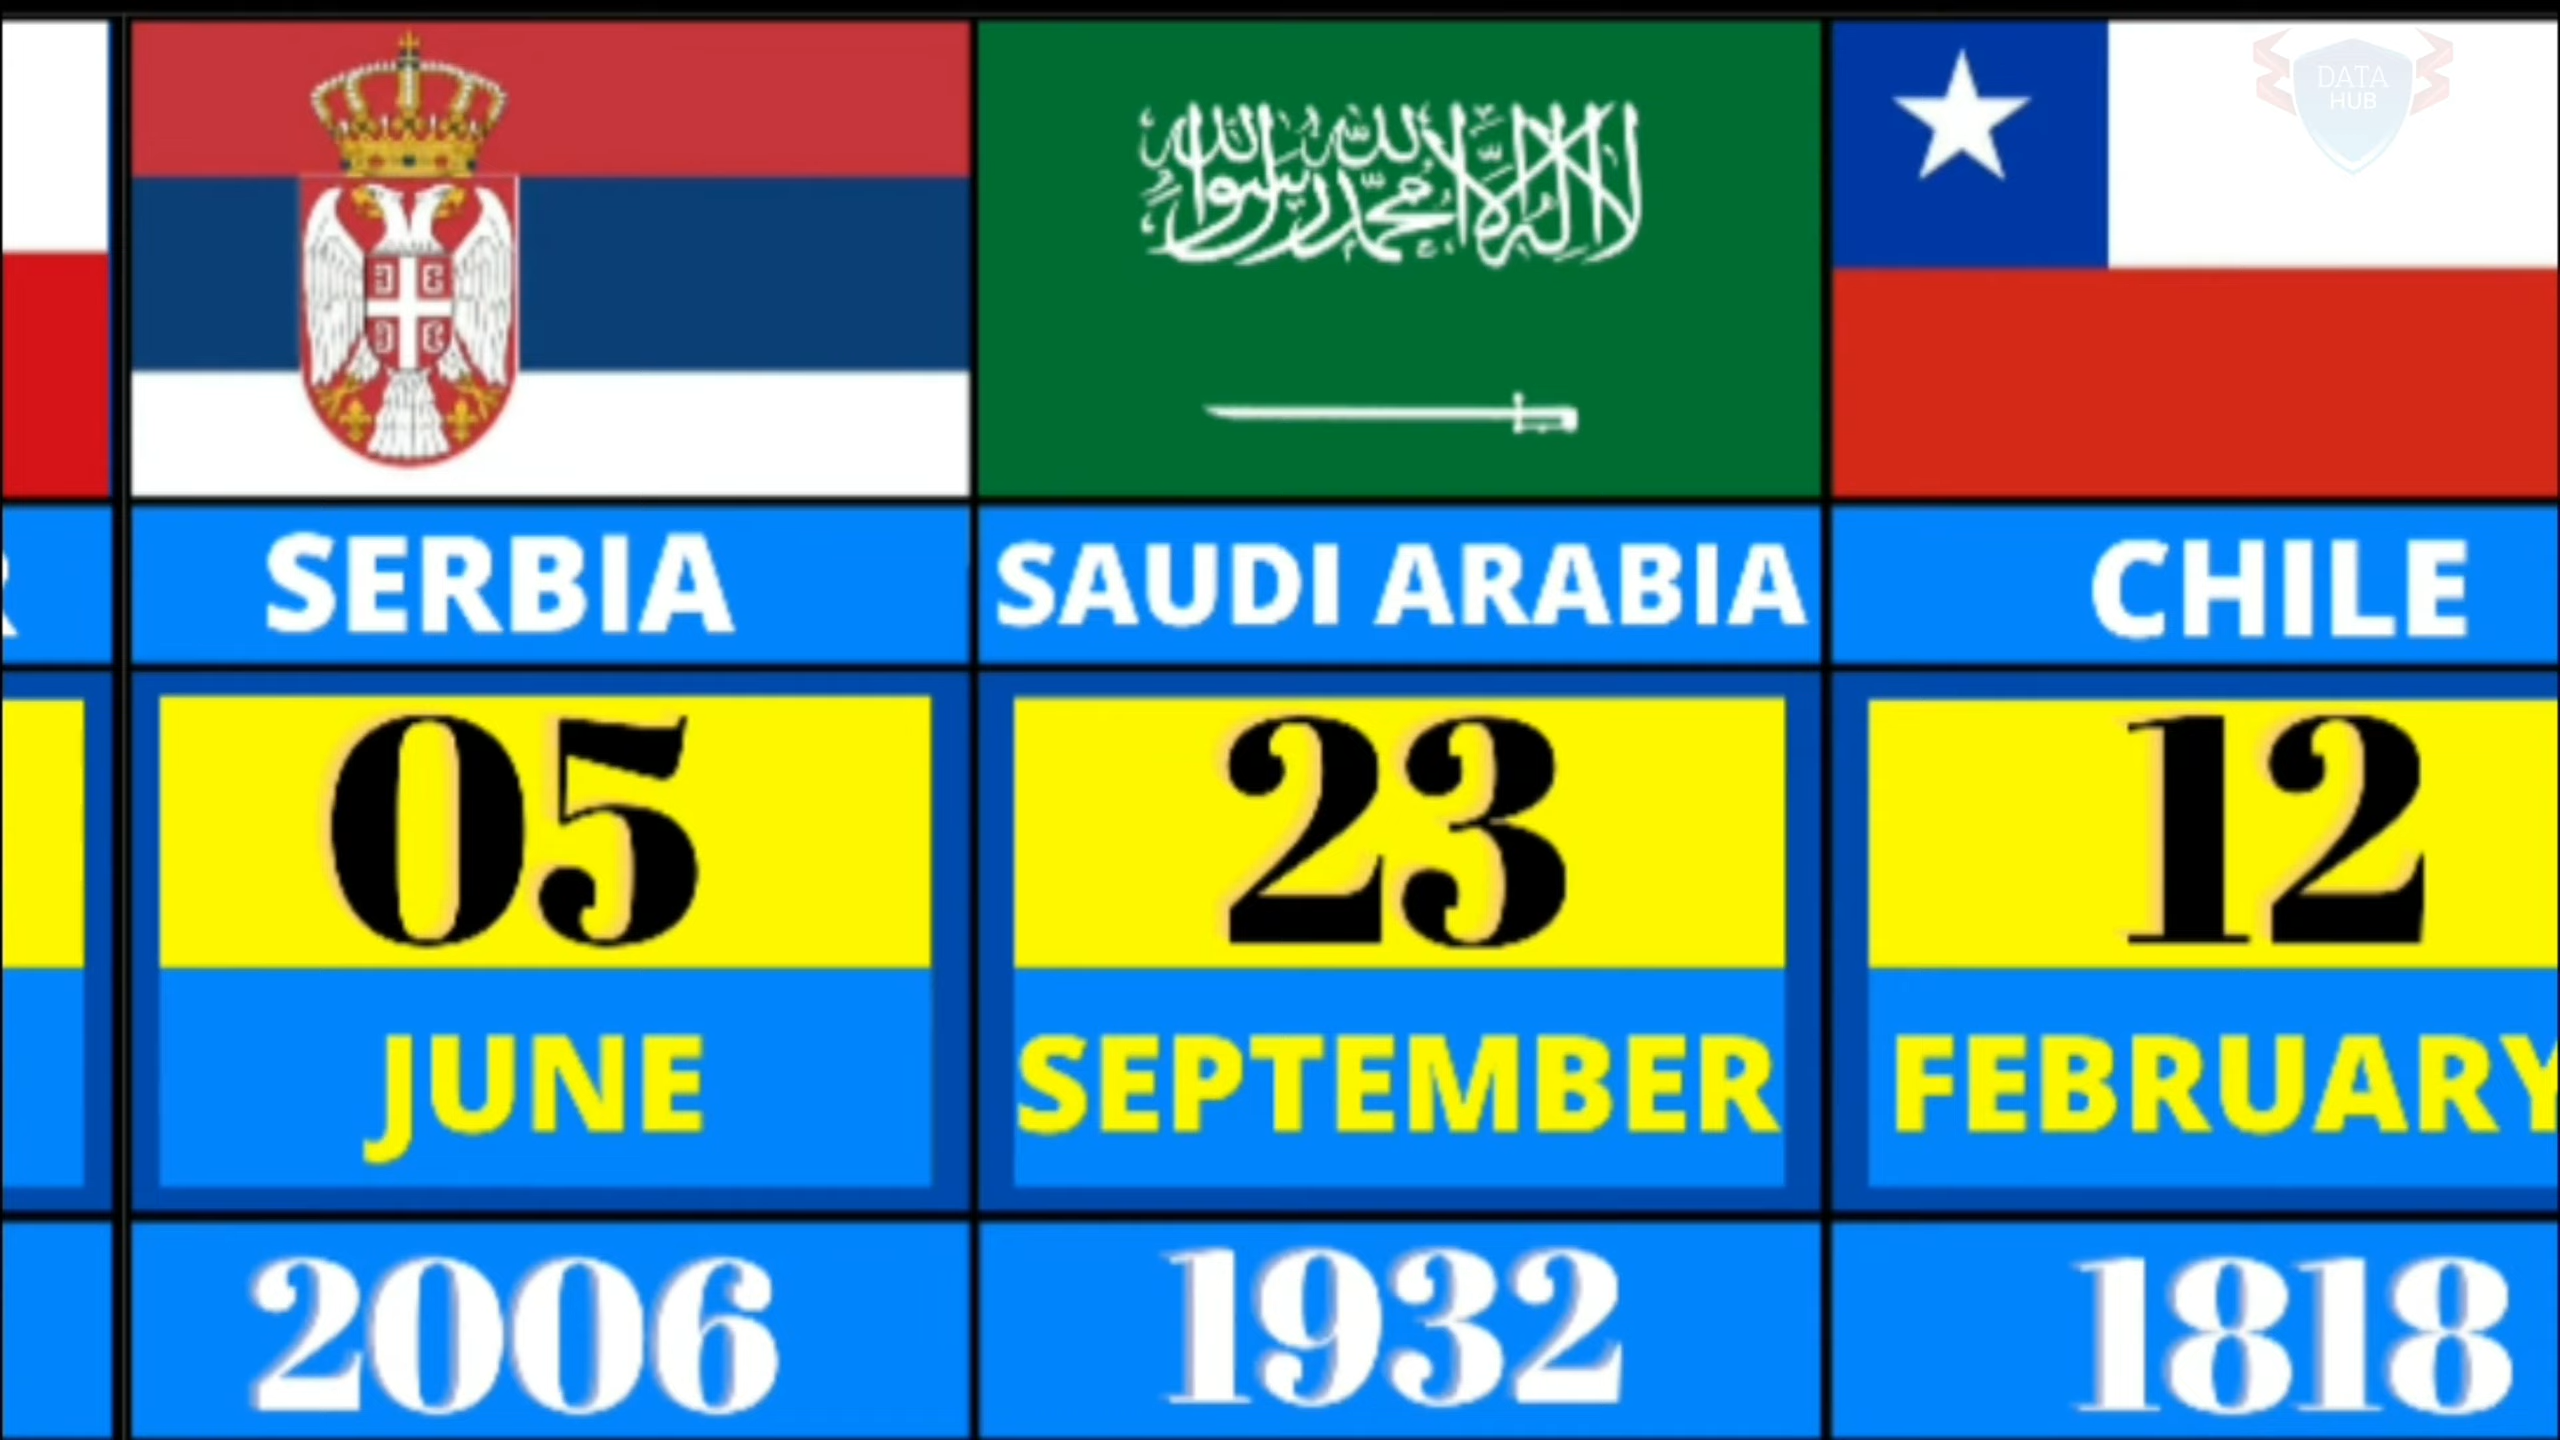 DATA
HUB
لا إله إلا الله محمد رسول الله
SERBIA
SAUDI ARABIA
CHILE
05
23
12
JUNE
SEPTEMBER
FEBRUARY
2006
1932
1818